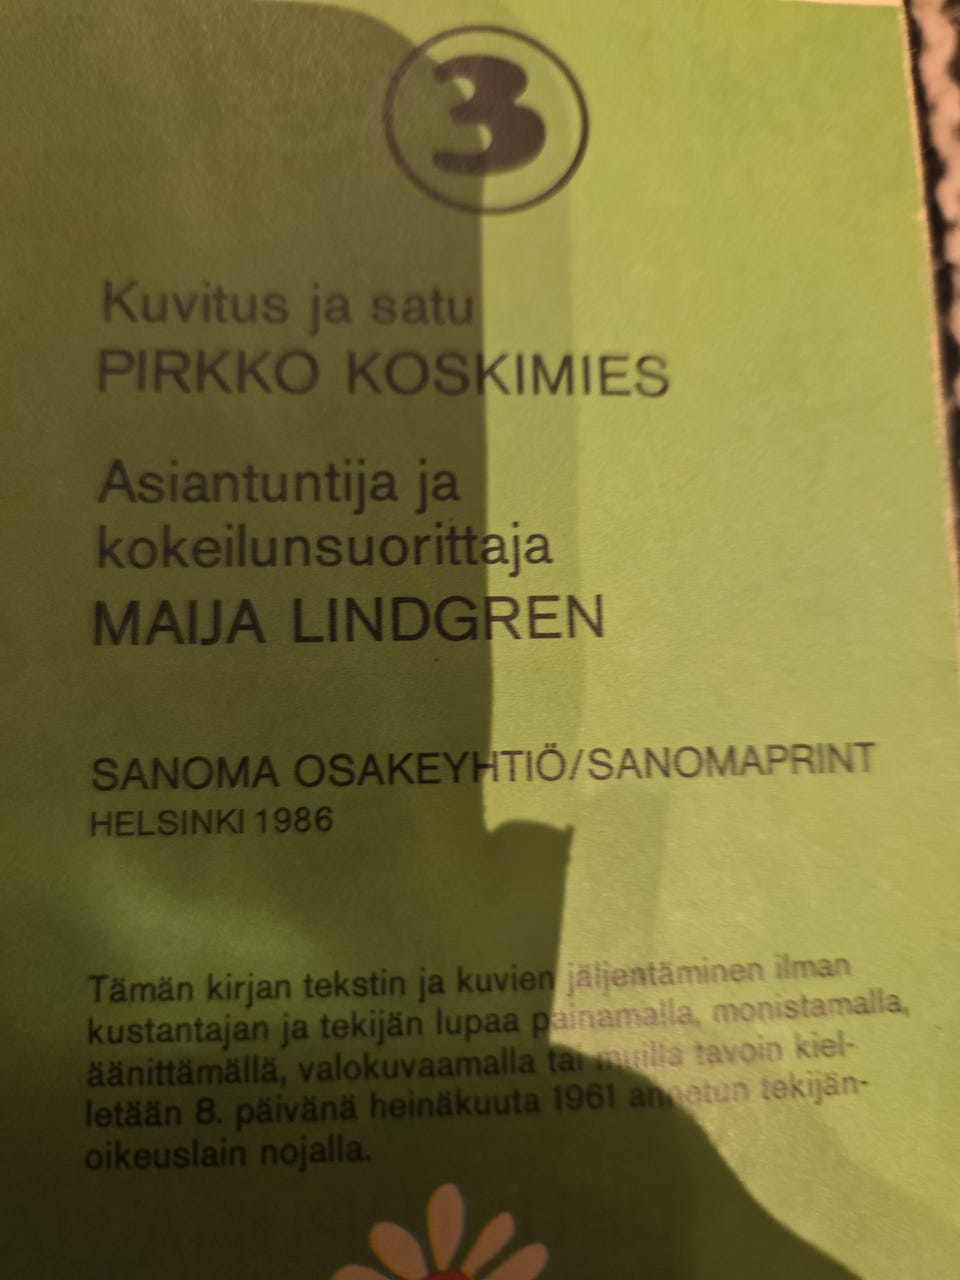 3
Kuvitus ja satu
PIRKKO KOSKIMIES
Asiantuntija ja
kokeilunsuorittaja
MAIJA LINDGREN
SANOMA OSAKEYHTIÖ/SANOMAPRINT
HELSINKI 1986
Tämän kirjan tekstin ja kuvien jäljentäminen ilman
kustantajan ja tekijän lupaa painamalla, monistamalla,
äänittämällä, valokuvaamalla tai muilla tavoin kiel-
letään 8. päivänä heinäkuuta 1961 annetun tekijän-
oikeuslain nojalla.